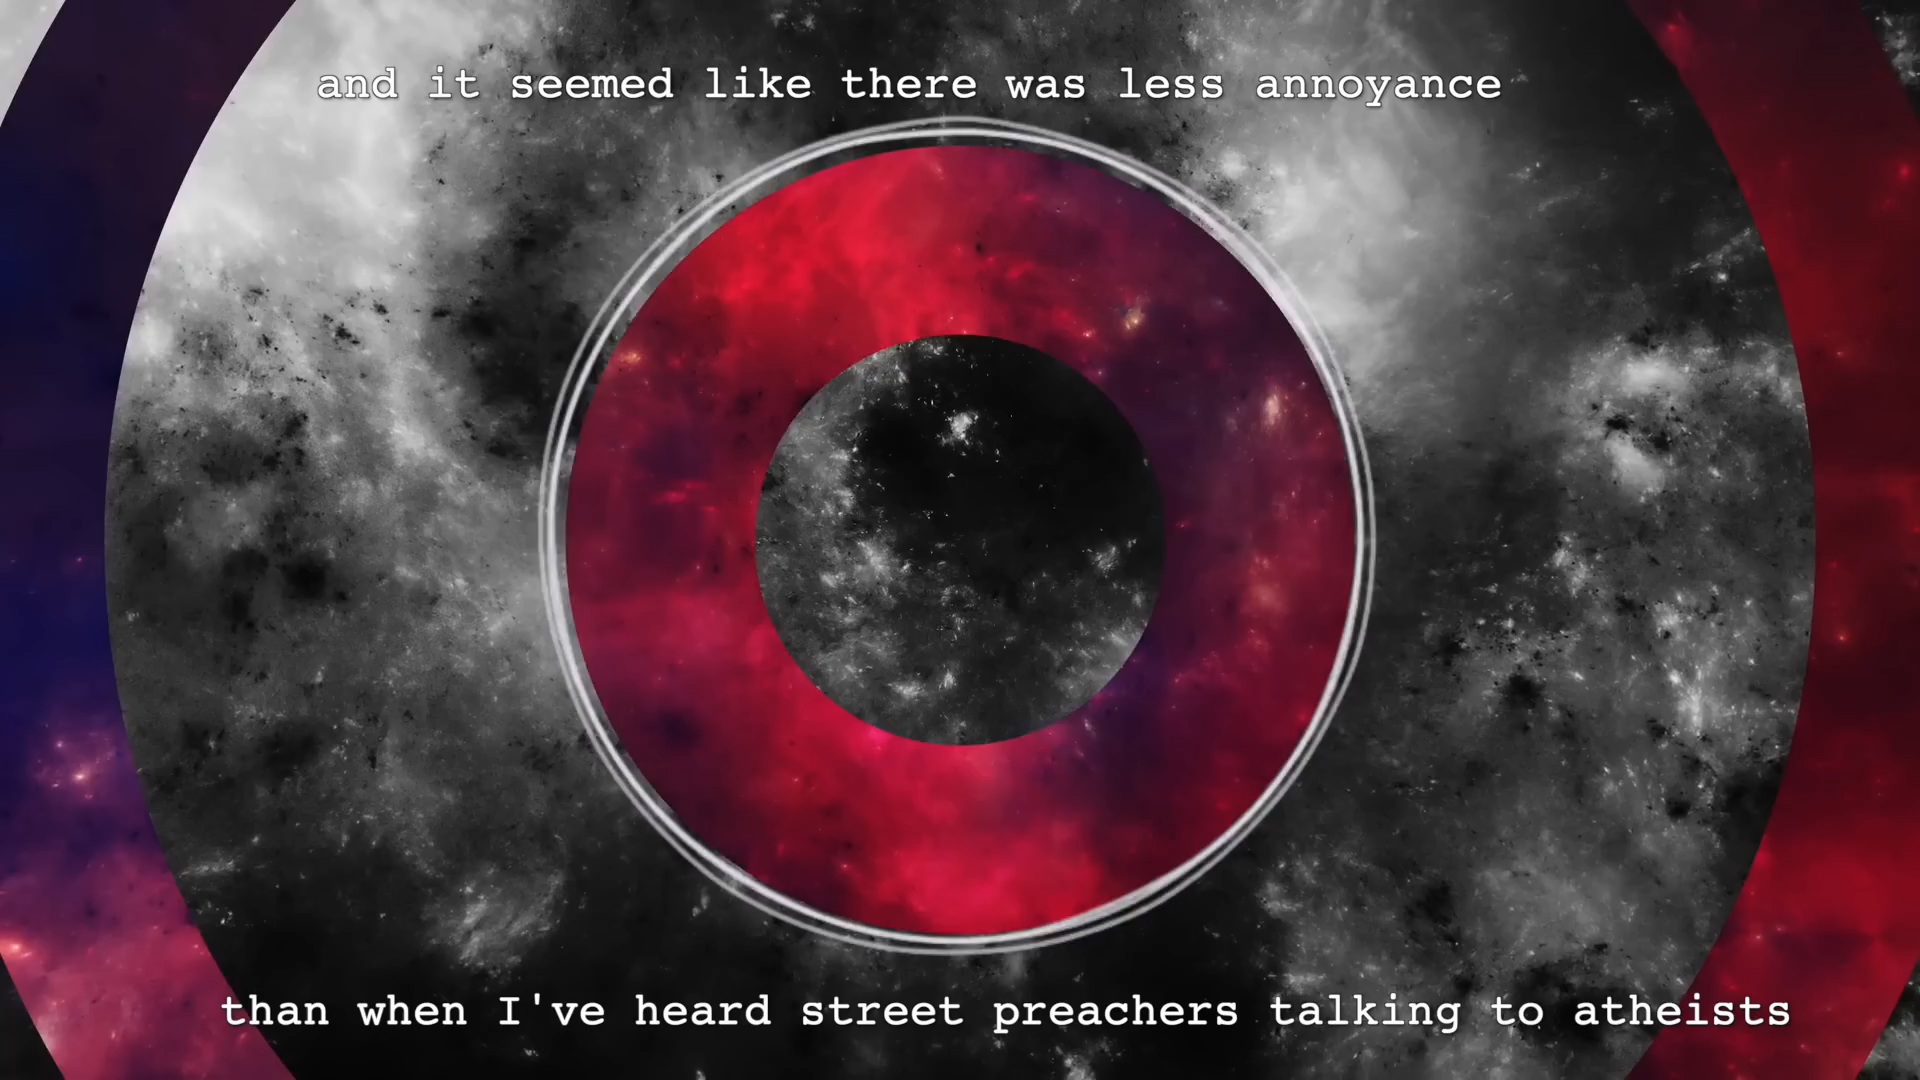 and it seemed like there was less annoyance
than when I've heard street preachers talking to atheists